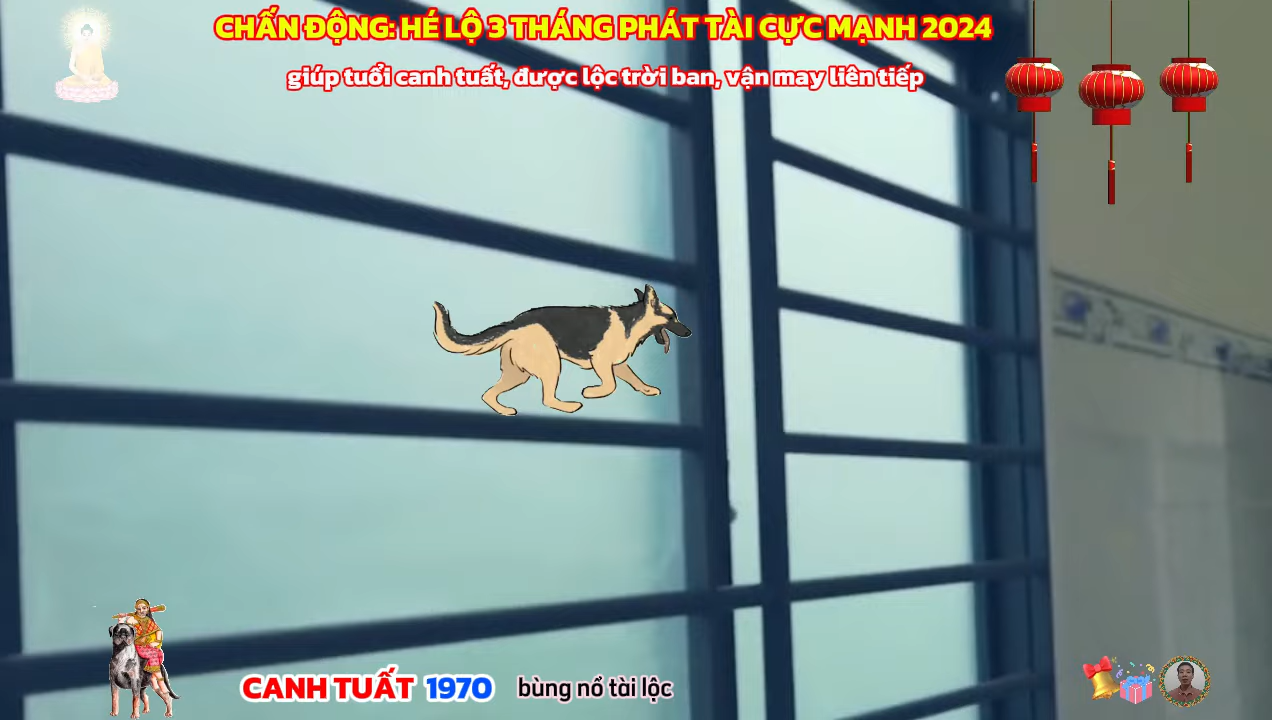 CHẤN ĐỘNG: HÉ LỘ 3 THÁNG PHÁT TÀI CỰC MẠNH 2024
giúp tuổi canh tuất, được lộc trời ban, vận may liên tiếp
CANH TUẤT 1970 bùng nổ tài lộc